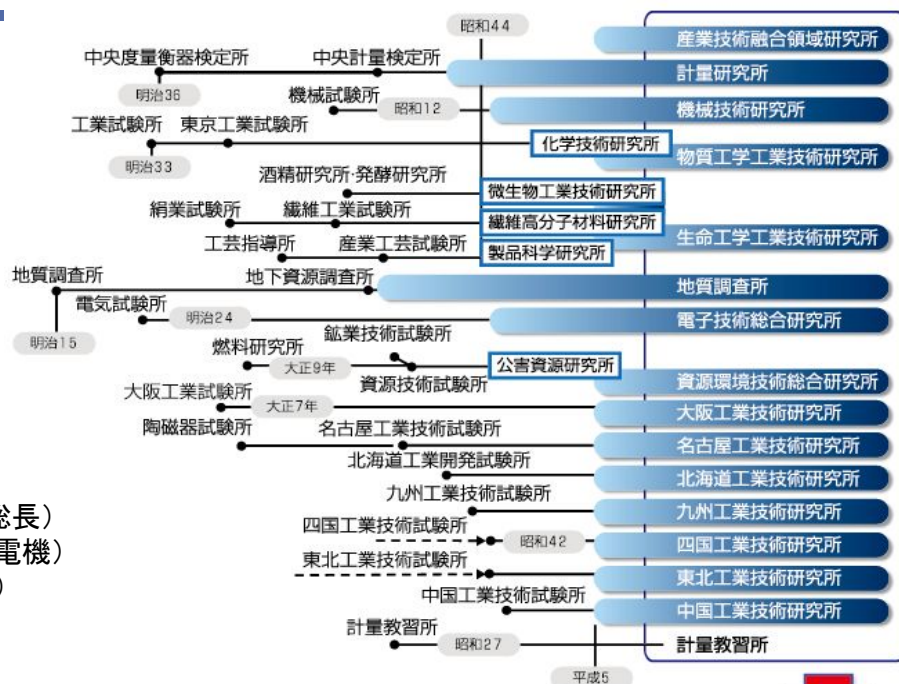 昭和44
産業技術融合領域研究所
中央度量衡器検定所 中央計量検定所
計量研究所
明治36
機械試験所 昭和12
機械技術研究所
工業試験所 東京工業試験所
化学技術研究所
物質工学工業技術研究所
明治33
酒精研究所・発酵研究所
微生物工業技術研究所
絹業試験所 繊維工業試験所
繊維高分子材料研究所
生命工学工業技術研究所
工芸指導所 産業工芸試験所
製品科学研究所
地質調査所 地下資源調査所
地質調査所
電気試験所 明治24
電子技術総合研究所
明治15
鉱業技術試験所
燃料研究所 大正9年
公害資源研究所
資源技術試験所
資源環境技術総合研究所
大阪工業試験所 大正7年
大阪工業技術研究所
陶磁器試験所 名古屋工業技術試験所
名古屋工業技術研究所
北海道工業開発試験所
北海道工業技術研究所
九州工業技術試験所
九州工業技術研究所
総長)
四国工業技術試験所 昭和42
四国工業技術研究所
電機)
東北工業技術試験所
東北工業技術研究所
)
中国工業技術試験所
中国工業技術研究所
計量教習所 昭和27
計量教習所
平成5